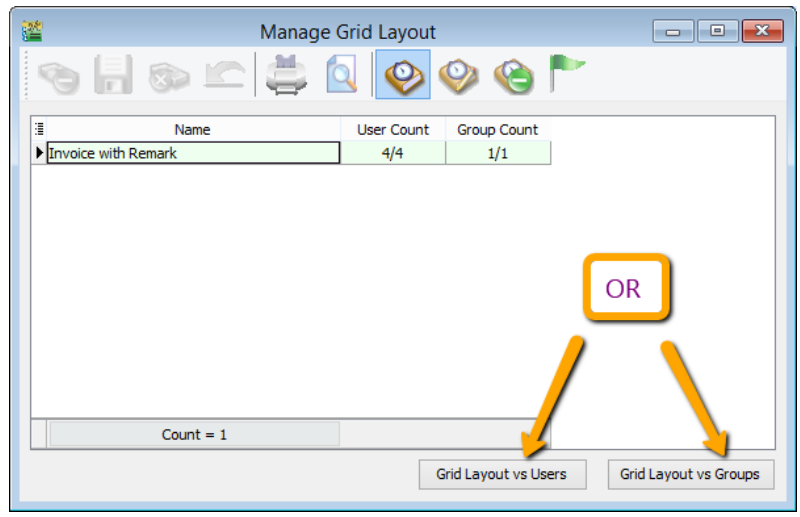 Manage Grid Layout
Name User Count Group Count
Invoice with Remark 4/4 1/1
OR
Count = 1
Grid Layout vs Users Grid Layout vs Groups